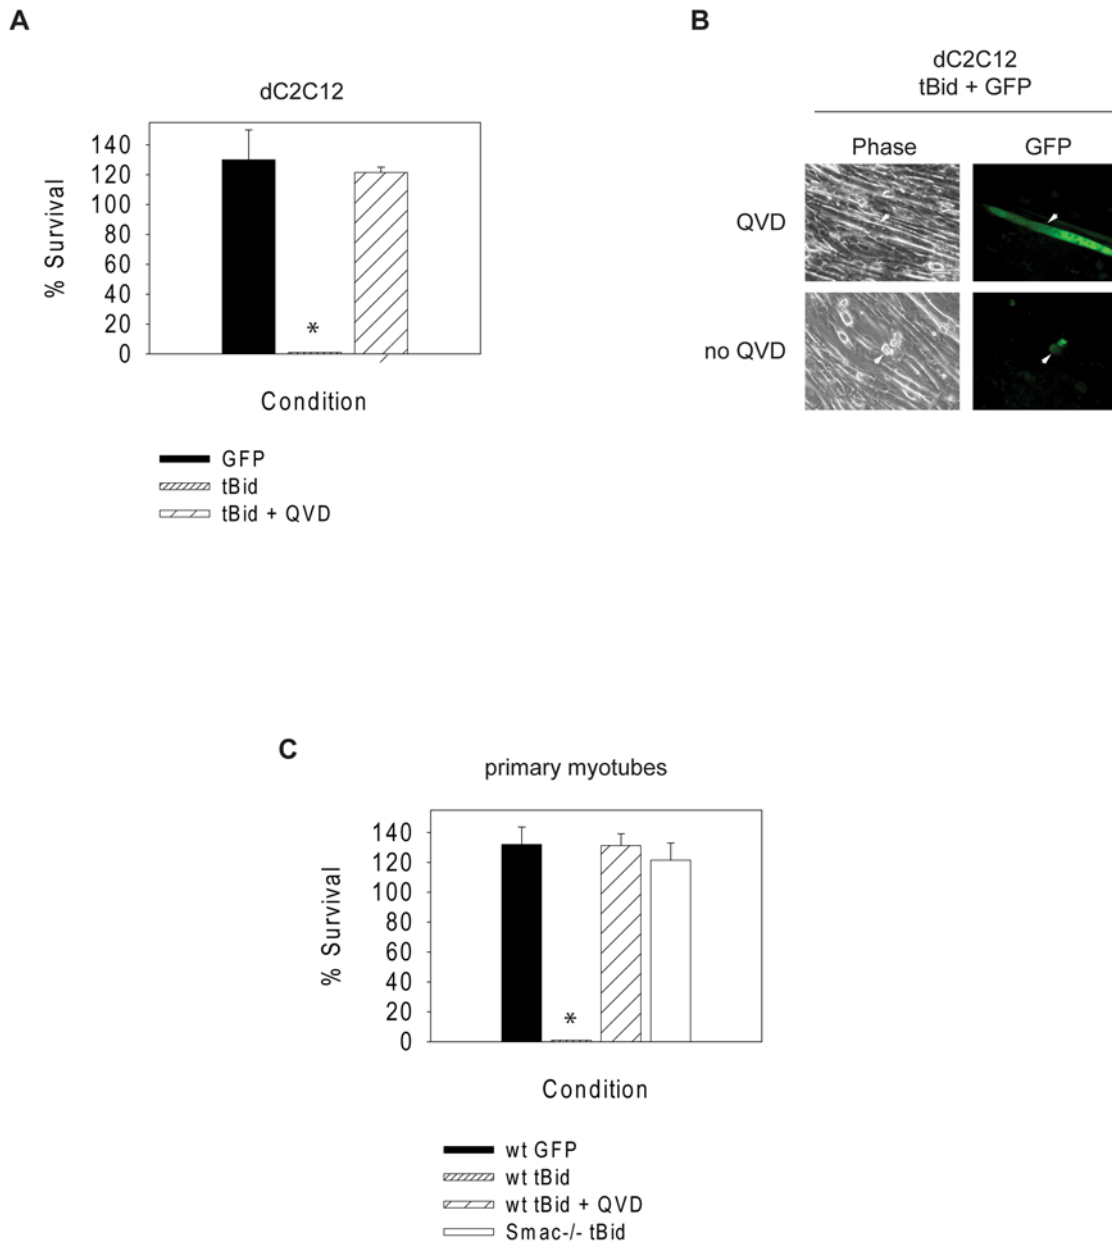 A
dC2C12
140
120
100
80
60
40
20
0
% Survival
*
Condition
GFP
tBid
tBid + QVD
B
dC2C12
tBid + GFP
Phase
GFP
QVD
no QVD
C
primary myotubes
140
120
100
80
60
40
20
0
% Survival
*
Condition
wt GFP
wt tBid
wt tBid + QVD
Smac-/- tBid